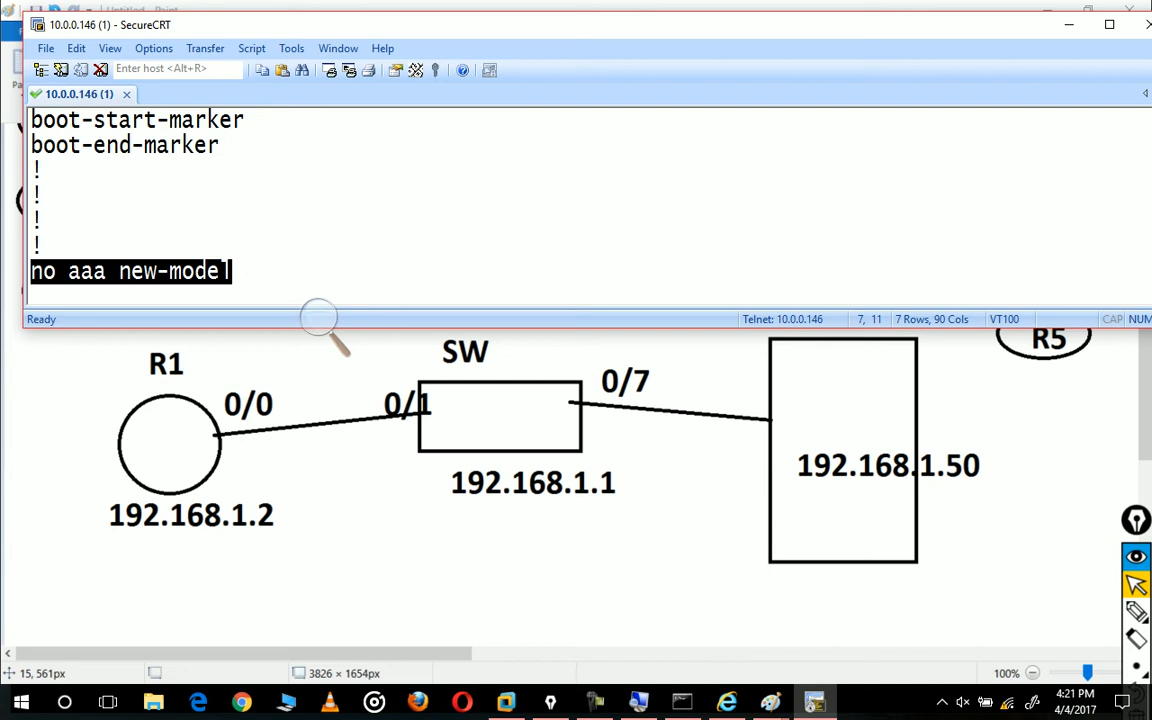 Untitled - Paint
10.0.0.146 (1) - SecureCRT
File Edit View Options Transfer Script Tools Window Help
Enter host <Alt+R>
10.0.0.146 (1)
boot-start-marker
boot-end-marker
!
!
!
!
no aaa new-model
Ready Telnet: 10.0.0.146 7, 11 7 Rows, 90 Cols VT100 CAP NUM
R5
R1 SW
0/0 0/1 0/7
192.168.1.50
192.168.1.1
192.168.1.2
15, 561px 3826 × 1654px 100%
4:21 PM
4/4/2017